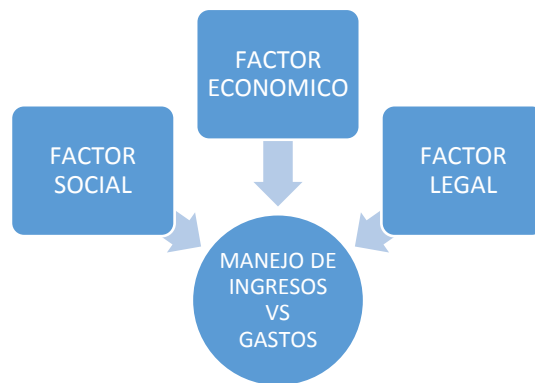 FACTOR
ECONOMICO
FACTOR
SOCIAL
FACTOR
LEGAL
MANEJO DE
INGRESOS
VS
GASTOS